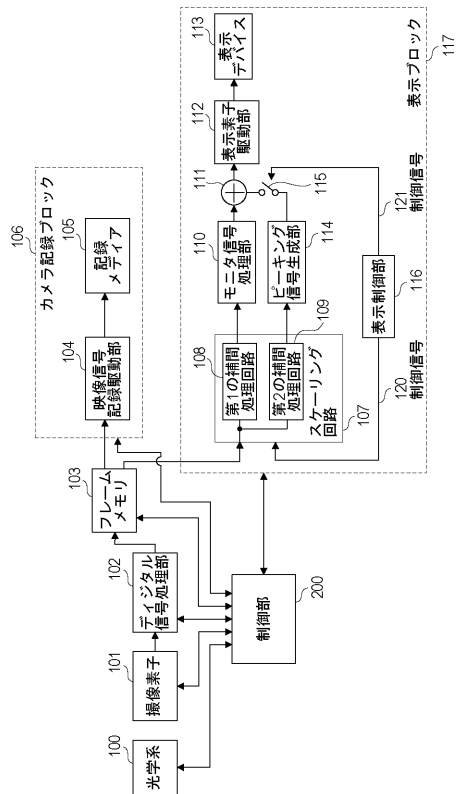 100
光学系
101
撮像素子
102
ディジタル
信号処理部
103
フレーム
メモリ
106
カメラ記録ブロック
104
映像信号
記録駆動部
105
記録
メディア
200
制御部
108
第1の補間
処理回路
第2の補間
処理回路
109
スケーリング
回路
107
110
モニタ信号
処理部
ピーキング
信号生成部
114
111
115
112
表示素子
駆動部
113
表示
デバイス
表示制御部
116
120
制御信号
121
制御信号
表示ブロック
117